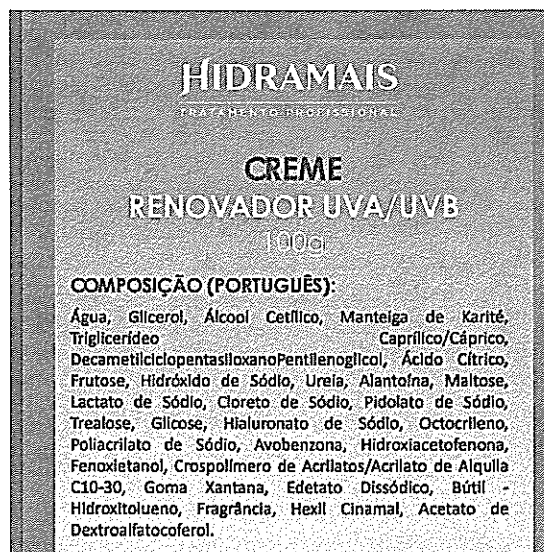 HIDRAMAIS
TRATAMENTO PROFISSIONAL
CREME
RENOVADOR UVA/UVB
100g
COMPOSIÇÃO (PORTUGUÊS):
Água, Glicerol, Álcool Cetílico, Manteiga de Karité,
Triglicerídeo Caprílico/Cáprico,
DecametilciclopentasiloxanoPentilenoglicol, Ácido Cítrico,
Frutose, Hidróxido de Sódio, Ureia, Alantoína, Maltose,
Lactato de Sódio, Cloreto de Sódio, Pidolato de Sódio,
Trealose, Glicose, Hialuronato de Sódio, Octocrileno,
Poliacrilato de Sódio, Avobenzona, Hidroxiacetofenona,
Fenoxietanol, Crospolímero de Acrilatos/Acrilato de Alquila
C10-30, Goma Xantana, Edetato Dissódico, Bútil -
Hidroxitolueno, Fragrância, Hexil Cinamal, Acetato de
Dextroalfatocoferol.